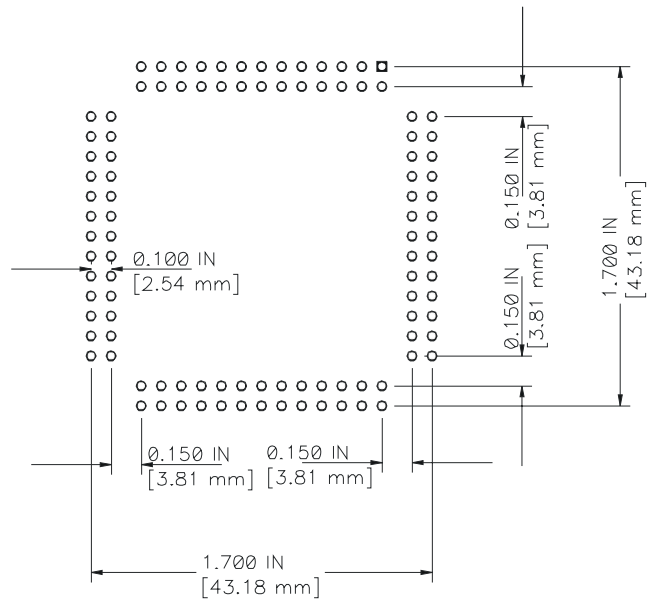 0.150 IN
[3.81 mm]
1.700 IN
[43.18 mm]
0.100 IN
[2.54 mm]
0.150 IN
[3.81 mm]
0.150 IN
[3.81 mm]
0.150 IN
[3.81 mm]
1.700 IN
[43.18 mm]